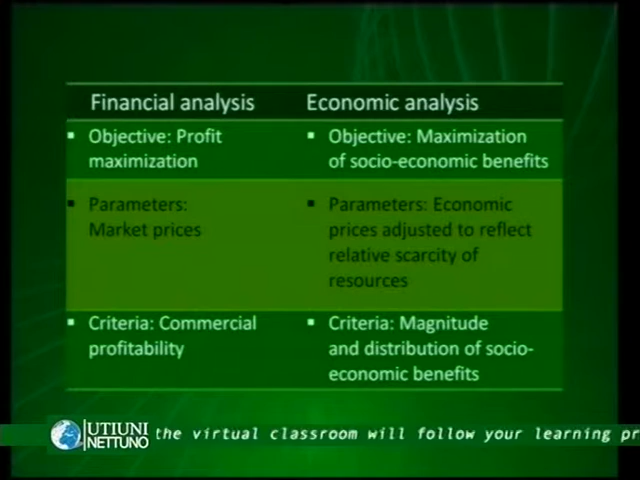 Financial analysis
Economic analysis
▪ Objective: Profit
maximization
▪ Objective: Maximization
of socio-economic benefits
▪ Parameters:
Market prices
▪ Parameters: Economic
prices adjusted to reflect
relative scarcity of
resources
▪ Criteria: Commercial
profitability
▪ Criteria: Magnitude
and distribution of socio-
economic benefits
UTIUNI
NETTUNO
the virtual classroom will follow your learning pr